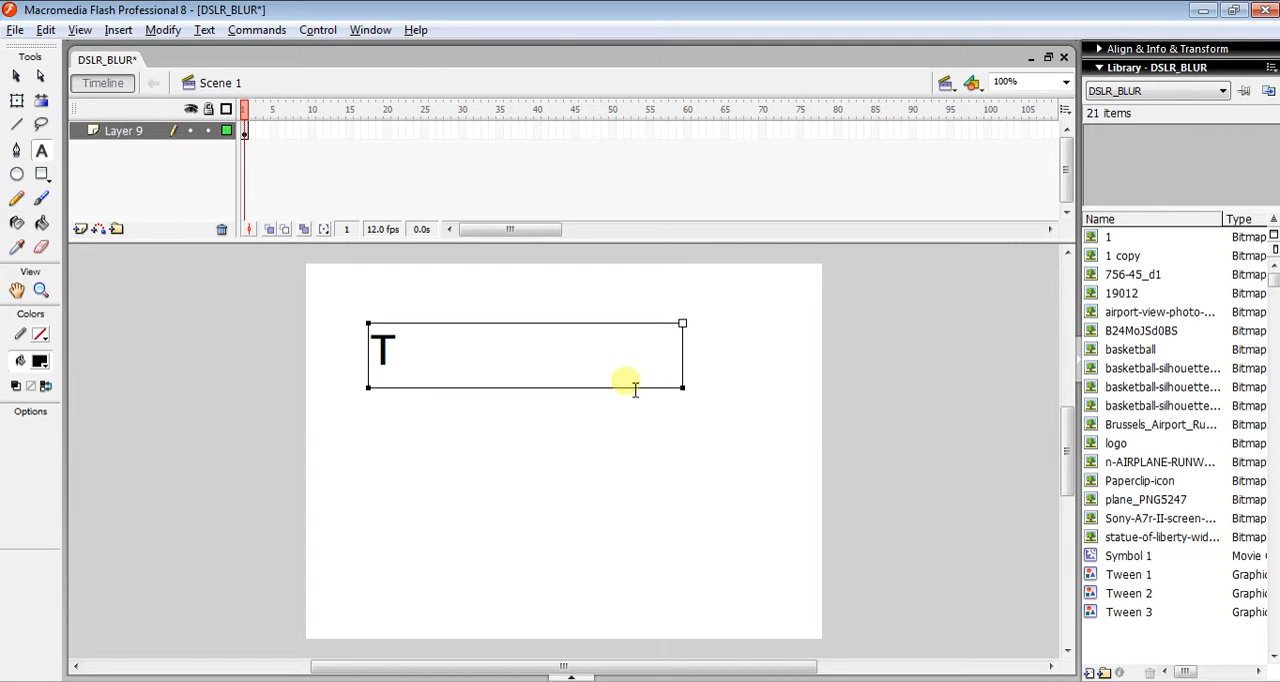 Macromedia Flash Professional 8 - [DSLR_BLUR*]
File Edit View Insert Modify Text Commands Control Window Help
Tools
DSLR_BLUR*
Timeline
Scene 1
100%
1 5 10 15 20 25 30 35 40 45 50 55 60 65 70 75 80 85 90 95 100 105
Layer 9
1 12.0 fps 0.0s
View
Colors
Options
T
Align & Info & Transform
Library - DSLR_BLUR
DSLR_BLUR
21 items
Name Type
1 Bitmap
1 copy Bitmap
756-45_d1 Bitmap
19012 Bitmap
airport-view-photo-... Bitmap
B24MoJSd0BS Bitmap
basketball Bitmap
basketball-silhouette... Bitmap
basketball-silhouette... Bitmap
basketball-silhouette... Bitmap
Brussels_Airport_Ru... Bitmap
logo Bitmap
n-AIRPLANE-RUNW... Bitmap
Paperclip-icon Bitmap
plane_PNG5247 Bitmap
Sony-A7r-II-screen-... Bitmap
statue-of-liberty-wid... Bitmap
Symbol 1 Movie C
Tween 1 Graphic
Tween 2 Graphic
Tween 3 Graphic